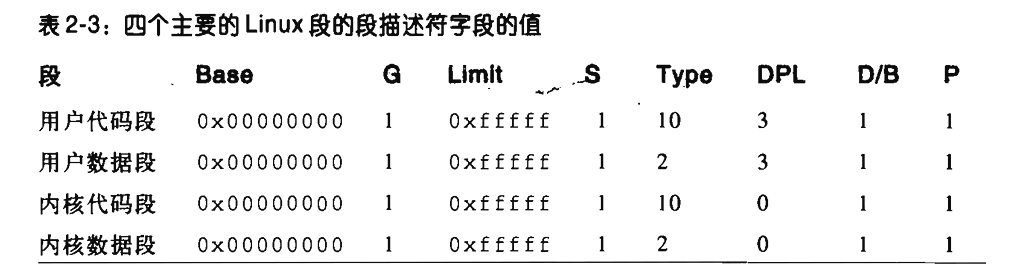 表 2-3：四个主要的 Linux 段的段描述符字段的值
段 Base G Limit S Type DPL D/B P
用户代码段 0x00000000 1 0xfffff 1 10 3 1 1
用户数据段 0x00000000 1 0xfffff 1 2 3 1 1
内核代码段 0x00000000 1 0xfffff 1 10 0 1 1
内核数据段 0x00000000 1 0xfffff 1 2 0 1 1